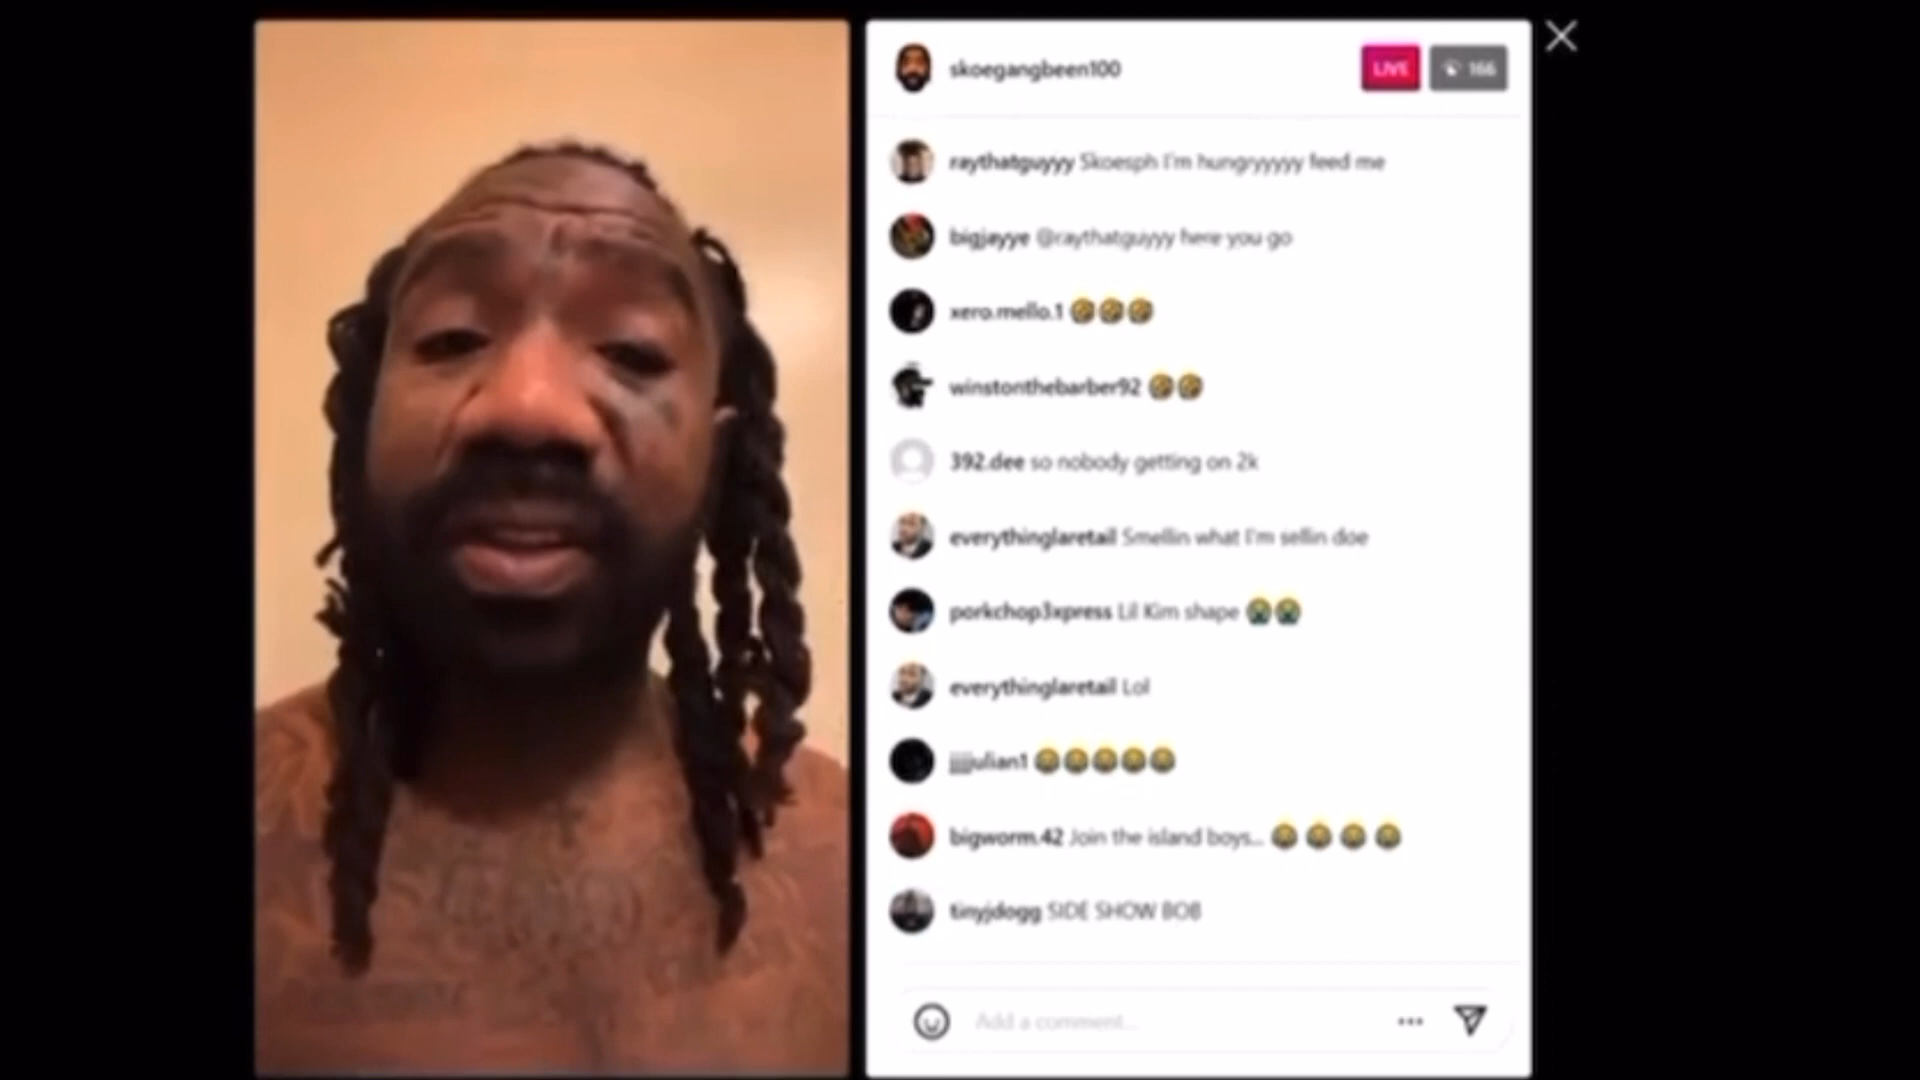 skoegangbeen100 LIVE 166
raythatguyyy Skoesph I'm hungryyyyy feed me
bigjayye @raythatguyyy here you go
xero.mello.1 🤣🤣🤣
winstonthebarber92 🤣🤣
392.dee so nobody getting on 2k
everythinglaretail Smellin what I'm sellin doe
porkchop3xpress Lil Kim shape 😭😭
everythinglaretail Lol
jjjjulian1 😂😂😂😂😂
bigworm.42 Join the island boys... 😂 😂 😂 😂
tinyjdogg SIDE SHOW BOB
Add a comment...